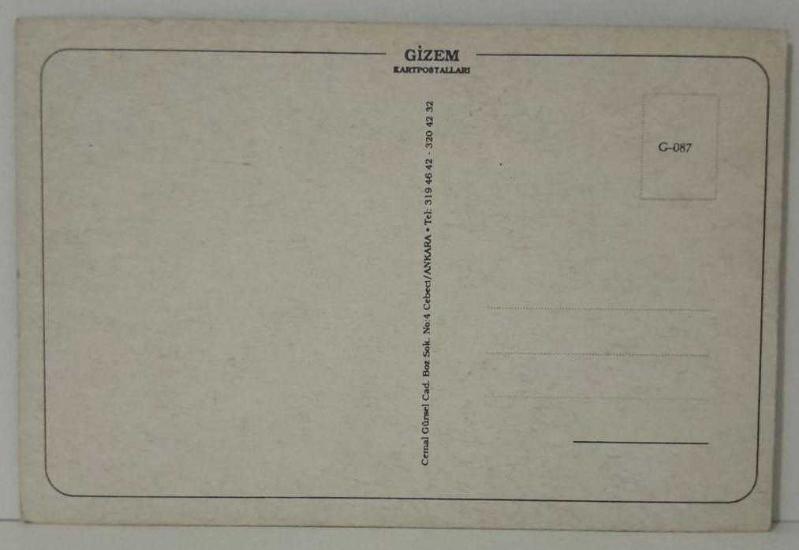 GİZEM
KARTPOSTALLARI
Cemal Gürsel Cad. Boz Sok. No:4 Cebeci/ANKARA • Tel: 319 46 42 - 320 42 32
G-087